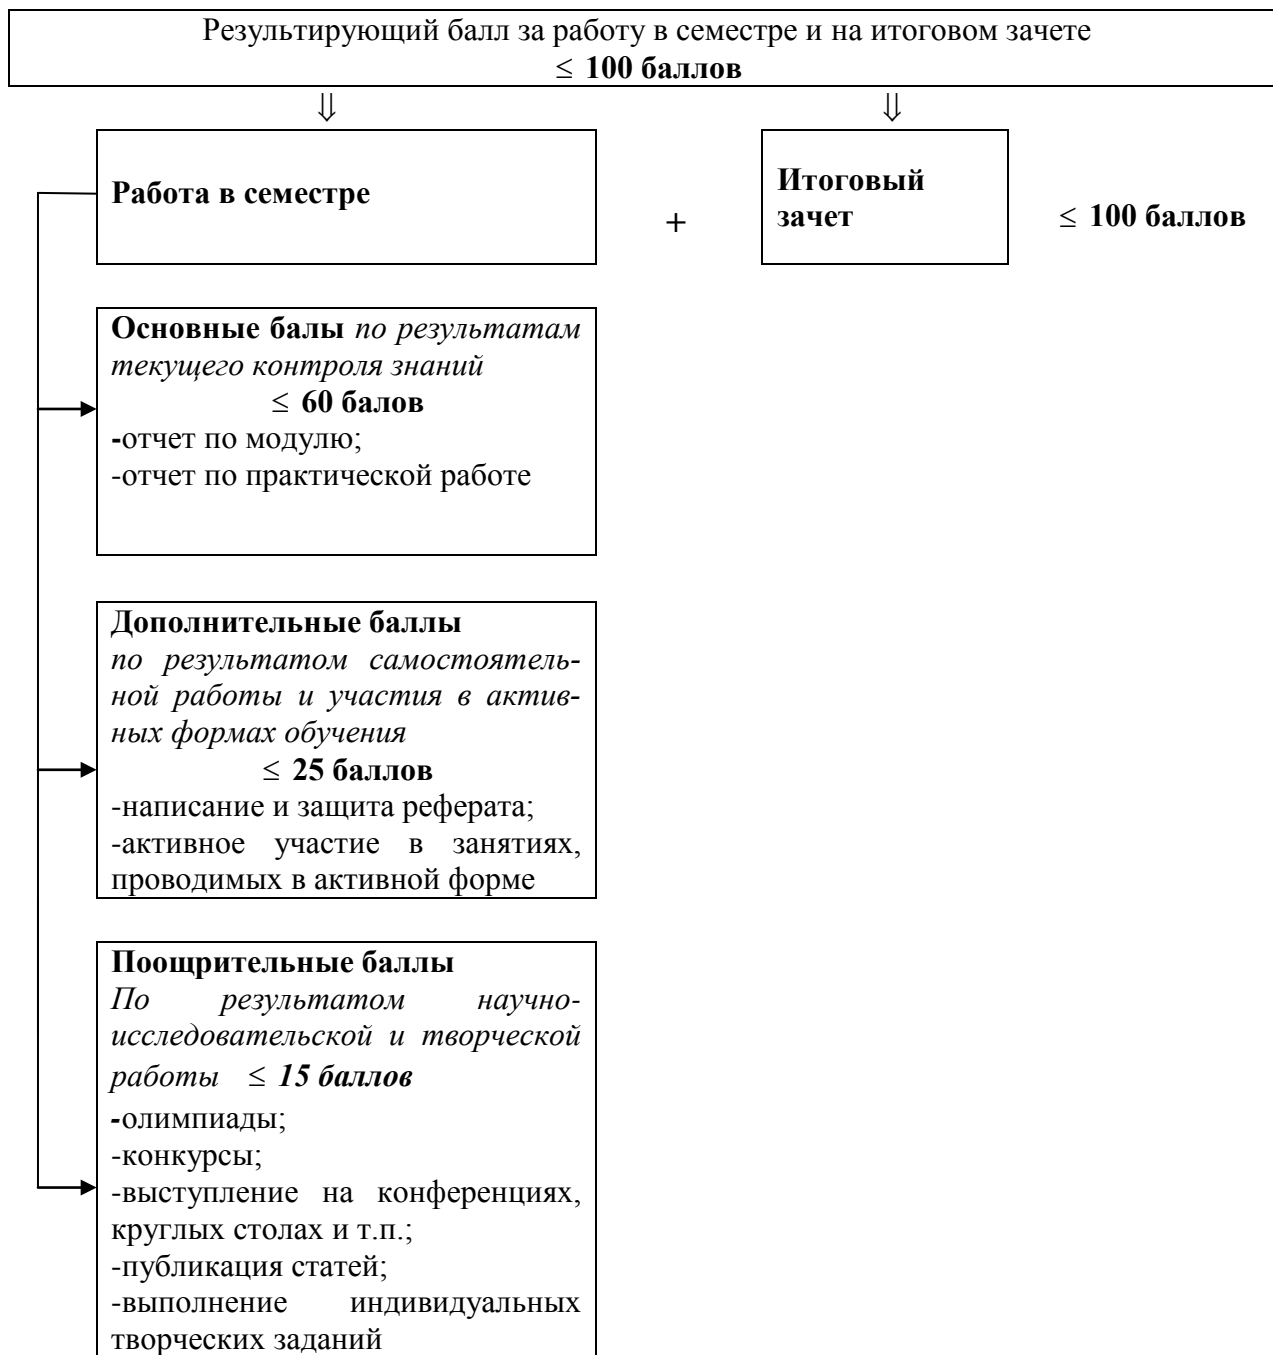 Результирующий балл за работу в семестре и на итоговом зачете
≤ 100 баллов
⇓ ⇓
Работа в семестре
+
Итоговый
зачет
≤ 100 баллов
Основные балы по результатам
текущего контроля знаний
≤ 60 балов
-отчет по модулю;
-отчет по практической работе
Дополнительные баллы
по результатом самостоятель-
ной работы и участия в актив-
ных формах обучения
≤ 25 баллов
-написание и защита реферата;
-активное участие в занятиях,
проводимых в активной форме
Поощрительные баллы
По результатом научно-
исследовательской и творческой
работы ≤ 15 баллов
-олимпиады;
-конкурсы;
-выступление на конференциях,
круглых столах и т.п.;
-публикация статей;
-выполнение индивидуальных
творческих заданий